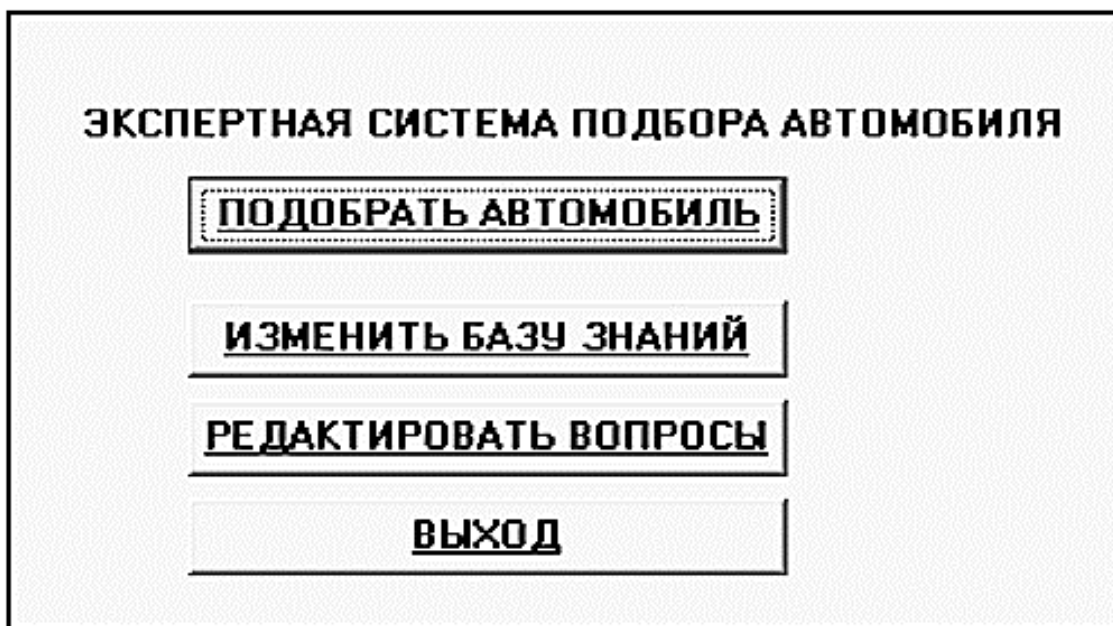 ЭКСПЕРТНАЯ СИСТЕМА ПОДБОРА АВТОМОБИЛЯ
ПОДОБРАТЬ АВТОМОБИЛЬ
ИЗМЕНИТЬ БАЗУ ЗНАНИЙ
РЕДАКТИРОВАТЬ ВОПРОСЫ
ВЫХОД